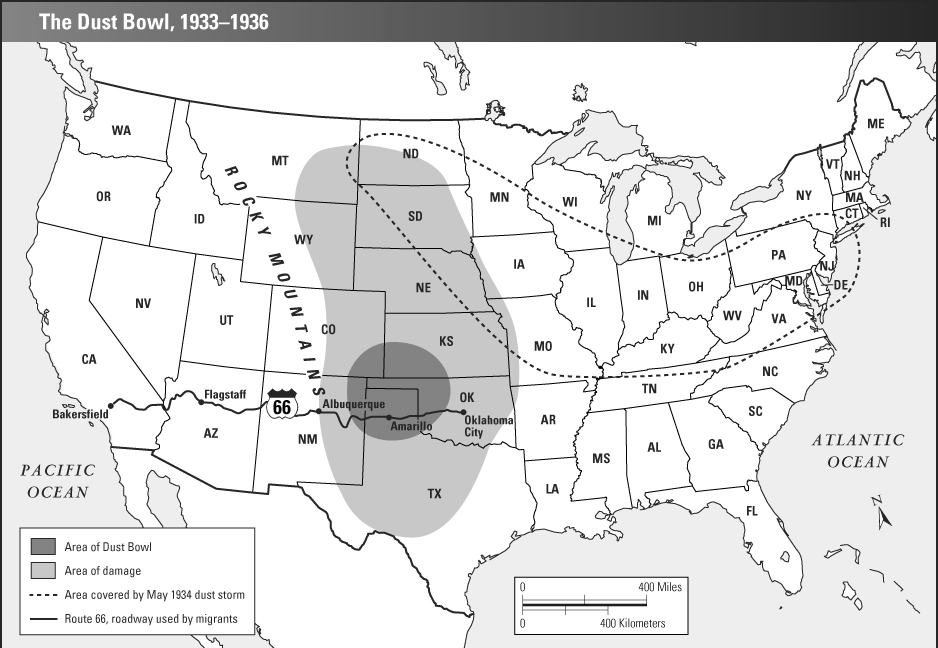 The Dust Bowl, 1933–1936
WA
MT
ND
ME
OR
ID
ROCKY MOUNTAINS
WY
SD
MN
WI
MI
NY
VT
NH
MA
CT
RI
NV
UT
CO
NE
IA
IL
IN
OH
PA
NJ
MD
DE
CA
KS
MO
KY
WV
VA
Bakersfield
Flagstaff
66
Albuquerque
Amarillo
OK
Oklahoma
City
TN
NC
AZ
NM
AR
SC
MS
AL
GA
TX
LA
FL
PACIFIC
OCEAN
ATLANTIC
OCEAN
N
Area of Dust Bowl
Area of damage
Area covered by May 1934 dust storm
Route 66, roadway used by migrants
0 400 Miles
0 400 Kilometers